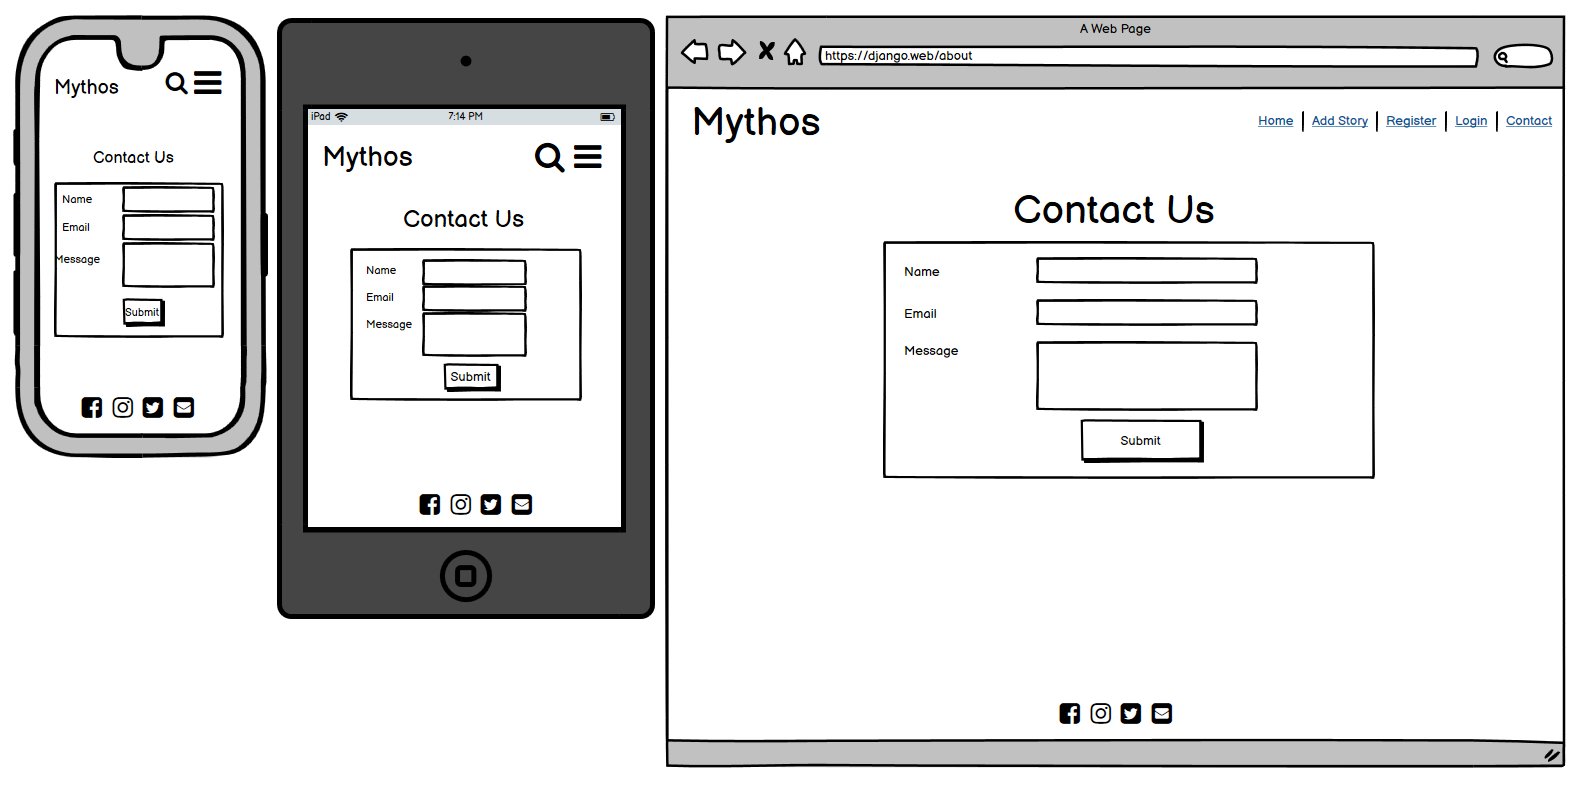 Mythos
Contact Us
Name
Email
Message
Submit
iPad 7:14 PM
Mythos
Contact Us
Name
Email
Message
Submit
A Web Page
https://django.web/about
Mythos
Home | Add Story | Register | Login | Contact
Contact Us
Name
Email
Message
Submit